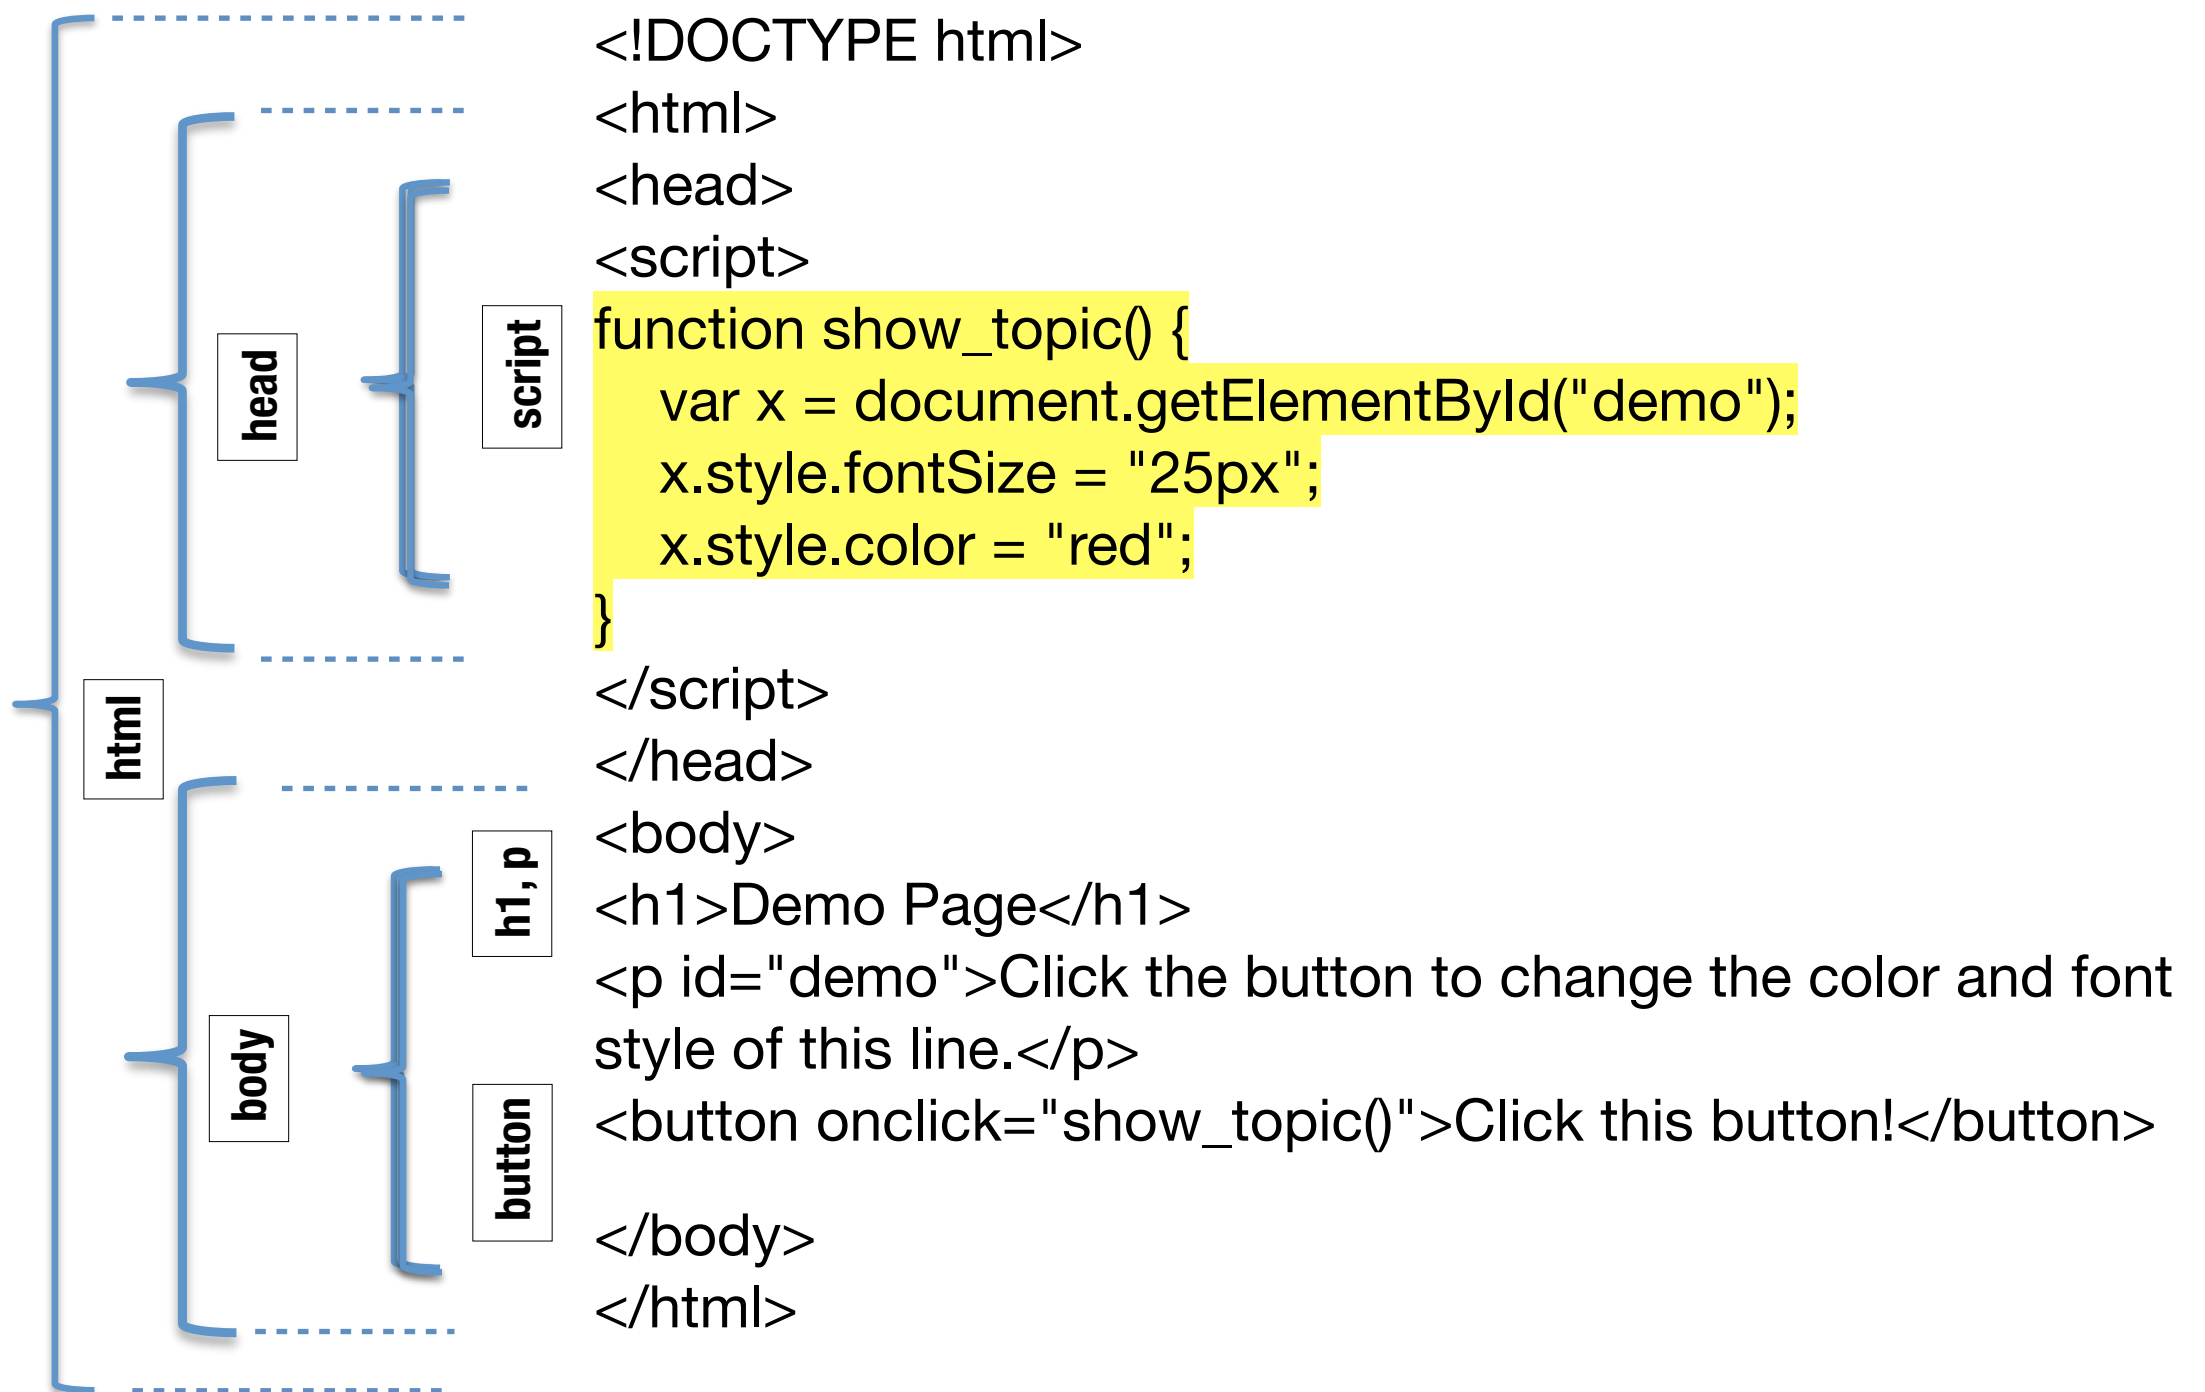 <!DOCTYPE html>
<html>
<head>
<script>
function show_topic() {
var x = document.getElementById("demo");
x.style.fontSize = "25px";
x.style.color = "red";
}
</script>
</head>
<body>
<h1>Demo Page</h1>
<p id="demo">Click the button to change the color and font
style of this line.</p>
<button onclick="show_topic()">Click this button!</button>
</body>
</html>
html
head
script
body
h1, p
button